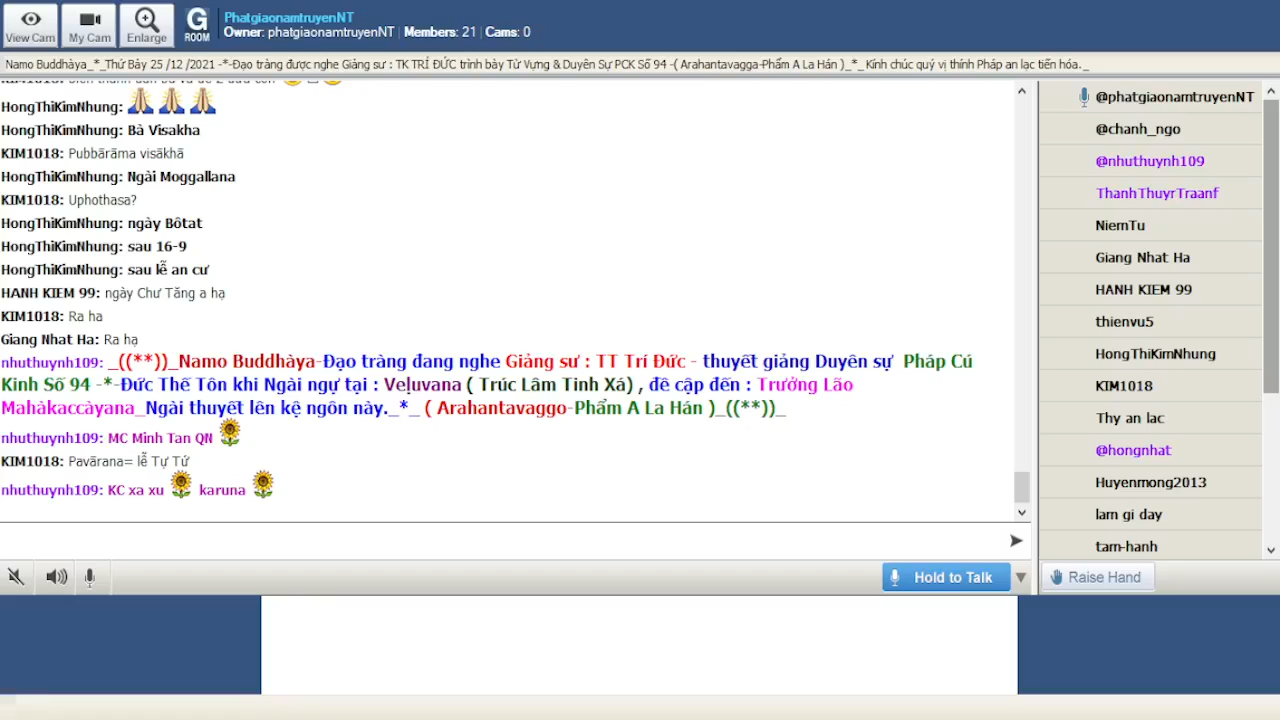 View Cam
My Cam
Enlarge
G
ROOM
PhatgiaonamtruyenNT
Owner: phatgiaonamtruyenNT | Members: 21 | Cams: 0
Namo Buddhàya_*_Thứ Bảy 25 /12 /2021 -*-Đạo tràng được nghe Giảng sư : TK TRÍ ĐỨC trình bày Từ Vựng & Duyên Sự PCK Số 94 -( Arahantavagga-Phẩm A La Hán )_*_ Kính chúc quý vị thính Pháp an lạc tiến hóa._
HongThiKimNhung:
HongThiKimNhung: Bà Visakha
KIM1018: Pubbārāma visākhā
HongThiKimNhung: Ngài Moggallana
KIM1018: Uphothasa?
HongThiKimNhung: ngày Bôtat
HongThiKimNhung: sau 16-9
HongThiKimNhung: sau lễ an cư
HANH KIEM 99: ngày Chư Tăng a hạ
KIM1018: Ra ha
Giang Nhat Ha: Ra hạ
nhuthuynh109: _((**))_Namo Buddhàya-Đạo tràng đang nghe Giảng sư : TT Trí Đức - thuyết giảng Duyên sự Pháp Cú
Kinh Số 94 -*-Đức Thế Tôn khi Ngài ngự tại : Veḷuvana ( Trúc Lâm Tinh Xá) , đề cập đến : Trưởng Lão
Mahàkaccàyana_Ngài thuyết lên kệ ngôn này._*_ ( Arahantavaggo-Phẩm A La Hán )_((**))_
nhuthuynh109: MC Minh Tan QN
KIM1018: Pavārana= lễ Tự Tứ
nhuthuynh109: KC xa xu karuna
Hold to Talk
@phatgiaonamtruyenNT
@chanh_ngo
@nhuthuynh109
ThanhThuyrTraanf
NiemTu
Giang Nhat Ha
HANH KIEM 99
thienvu5
HongThiKimNhung
KIM1018
Thy an lac
@hongnhat
Huyenmong2013
lam gi day
tam-hanh
Raise Hand